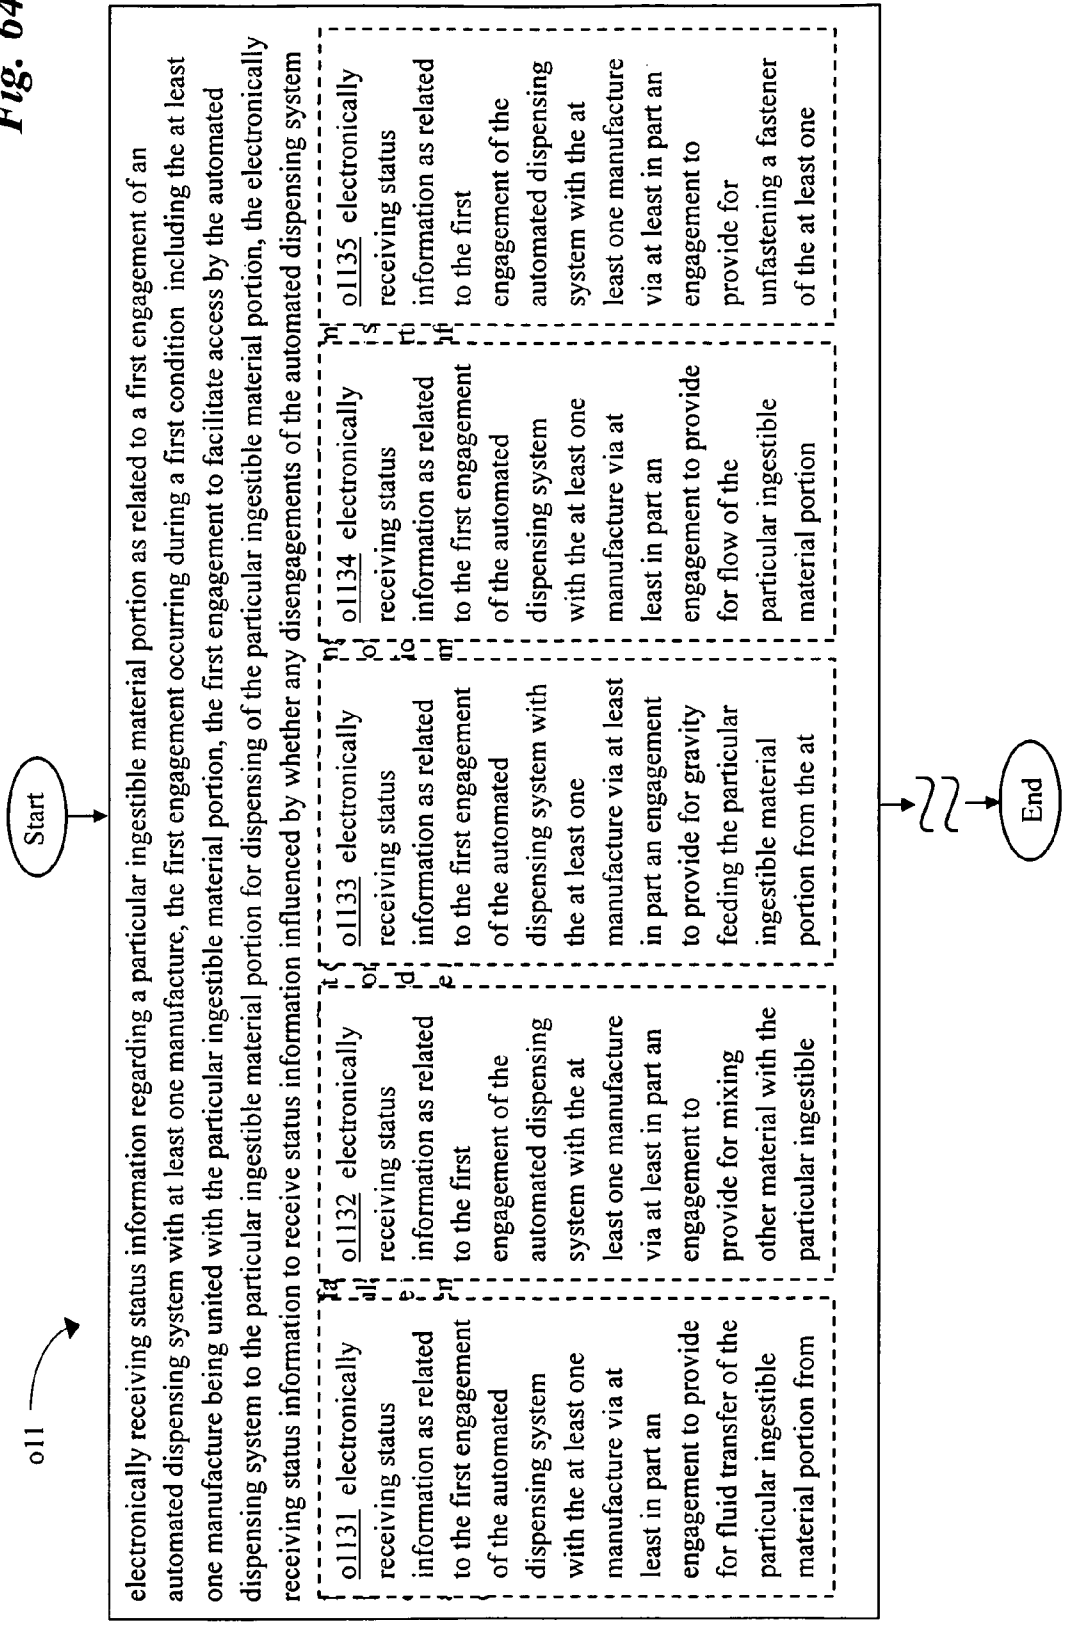 Fig. 64
o11
Start
electronically receiving status information regarding a particular ingestible material portion as related to a first engagement of an
automated dispensing system with at least one manufacture, the first engagement occurring during a first condition including the at least
one manufacture being united with the particular ingestible material portion, the first engagement to facilitate access by the automated
dispensing system to the particular ingestible material portion for dispensing of the particular ingestible material portion, the electronically
receiving status information to receive status information influenced by whether any disengagements of the automated dispensing system
o1131 electronically
receiving status
information as related
to the first engagement
of the automated
dispensing system
with the at least one
manufacture via at
least in part an
engagement to provide
for fluid transfer of the
particular ingestible
material portion from
o1132 electronically
receiving status
information as related
to the first
engagement of the
automated dispensing
system with the at
least one manufacture
via at least in part an
engagement to
provide for mixing
other material with the
particular ingestible
o1133 electronically
receiving status
information as related
to the first engagement
of the automated
dispensing system with
the at least one
manufacture via at least
in part an engagement
to provide for gravity
feeding the particular
ingestible material
portion from the at
o1134 electronically
receiving status
information as related
to the first engagement
of the automated
dispensing system
with the at least one
manufacture via at
least in part an
engagement to provide
for flow of the
particular ingestible
material portion
o1135 electronically
receiving status
information as related
to the first
engagement of the
automated dispensing
system with the at
least one manufacture
via at least in part an
engagement to
provide for
unfastening a fastener
of the at least one
End